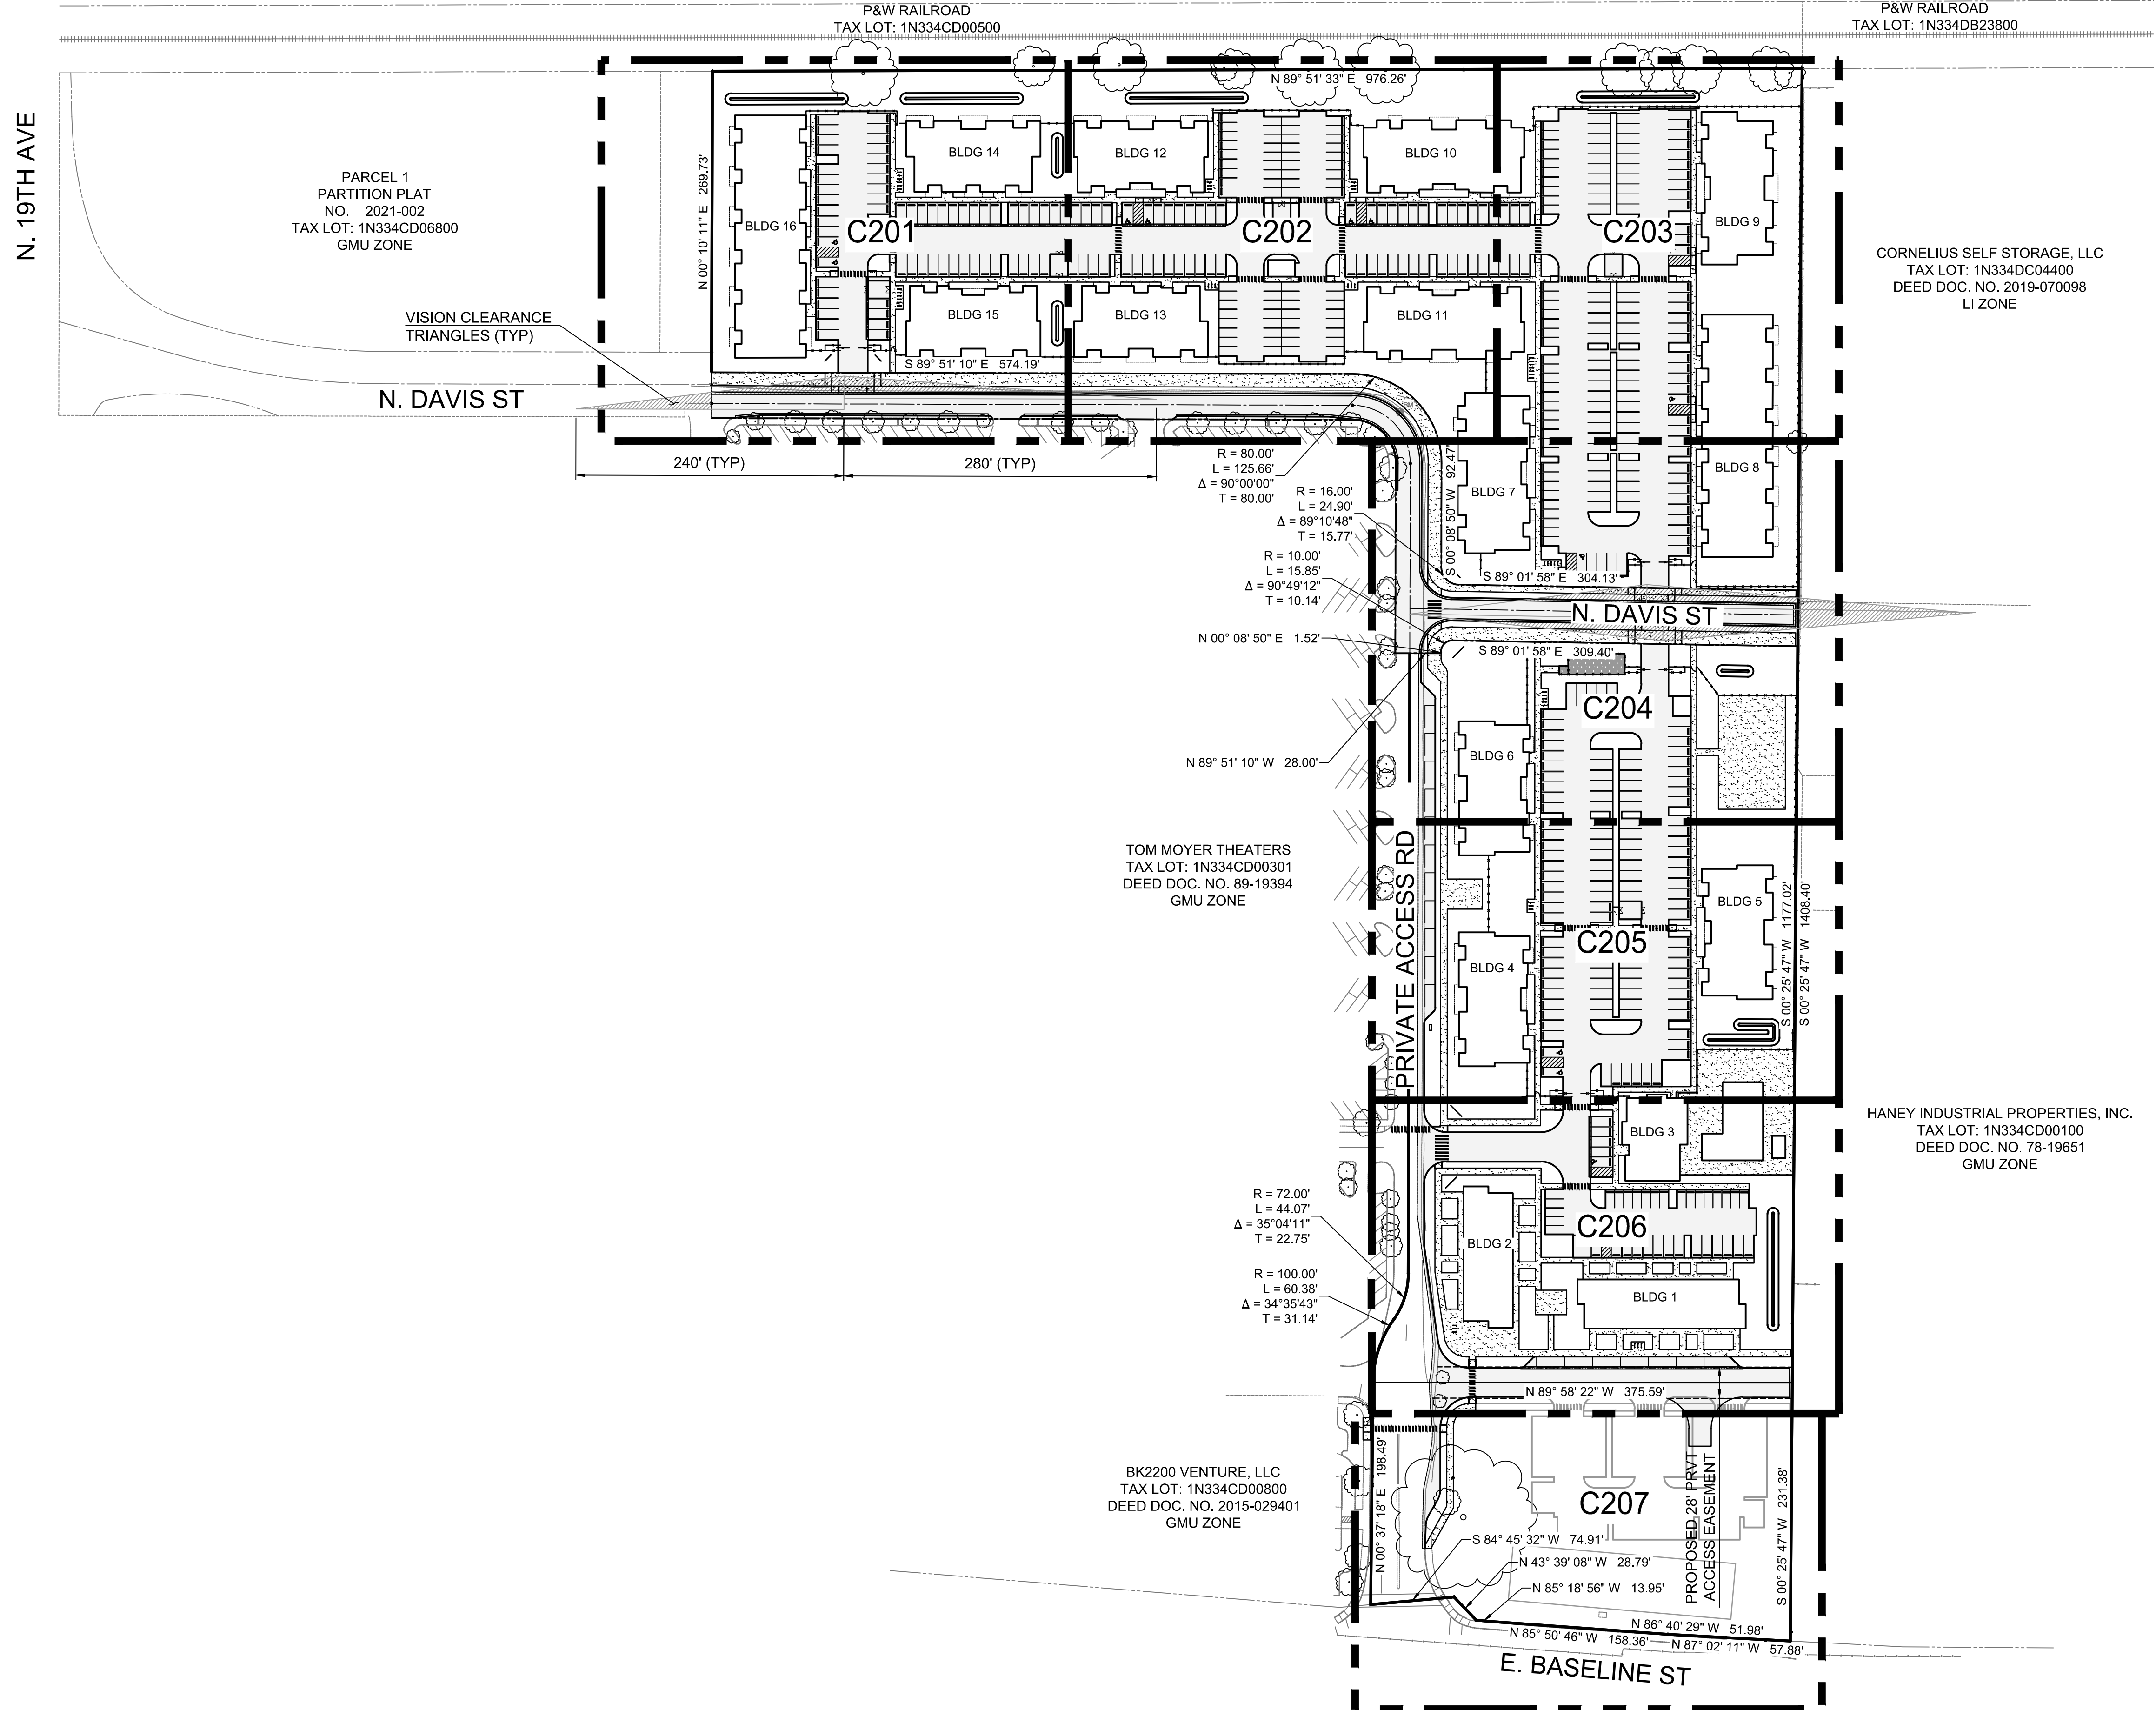 P&W RAILROAD
TAX LOT: 1N334CD00500
P&W RAILROAD
TAX LOT: 1N334DB23800
N 89° 51' 33" E 976.26'
N. 19TH AVE
PARCEL 1
PARTITION PLAT
NO. 2021-002
TAX LOT: 1N334CD06800
GMU ZONE
N 00° 10' 11" E 269.73'
BLDG 16
BLDG 14
BLDG 12
BLDG 10
BLDG 9
C201
C202
C203
CORNELIUS SELF STORAGE, LLC
TAX LOT: 1N334DC04400
DEED DOC. NO. 2019-070098
LI ZONE
VISION CLEARANCE
TRIANGLES (TYP)
BLDG 15
BLDG 13
BLDG 11
S 89° 51' 10" E 574.19'
N. DAVIS ST
240' (TYP)
280' (TYP)
R = 80.00'
L = 125.66'
Δ = 90°00'00"
T = 80.00'
R = 16.00'
L = 24.90'
Δ = 89°10'48"
T = 15.77'
S 00° 08' 50" W 92.47'
BLDG 7
BLDG 8
R = 10.00'
L = 15.85'
Δ = 90°49'12"
T = 10.14'
S 89° 01' 58" E 304.13'
N. DAVIS ST
N 00° 08' 50" E 1.52'
S 89° 01' 58" E 309.40'
C204
N 89° 51' 10" W 28.00'
BLDG 6
TOM MOYER THEATERS
TAX LOT: 1N334CD00301
DEED DOC. NO. 89-19394
GMU ZONE
PRIVATE ACCESS RD
BLDG 5
S 00° 25' 47" W 1177.02'
S 00° 25' 47" W 1408.40'
C205
BLDG 4
BLDG 3
HANEY INDUSTRIAL PROPERTIES, INC.
TAX LOT: 1N334CD00100
DEED DOC. NO. 78-19651
GMU ZONE
R = 72.00'
L = 44.07'
Δ = 35°04'11"
T = 22.75'
C206
BLDG 2
R = 100.00'
L = 60.38'
Δ = 34°35'43"
T = 31.14'
BLDG 1
N 89° 58' 22" W 375.59'
BK2200 VENTURE, LLC
TAX LOT: 1N334CD00800
DEED DOC. NO. 2015-029401
GMU ZONE
N 00° 37' 18" E 198.49'
C207
PROPOSED 28' PRVT
ACCESS EASEMENT
S 00° 25' 47" W 231.38'
S 84° 45' 32" W 74.91'
N 43° 39' 08" W 28.79'
N 85° 18' 56" W 13.95'
N 86° 40' 29" W 51.98'
N 85° 50' 46" W 158.36'
N 87° 02' 11" W 57.88'
E. BASELINE ST